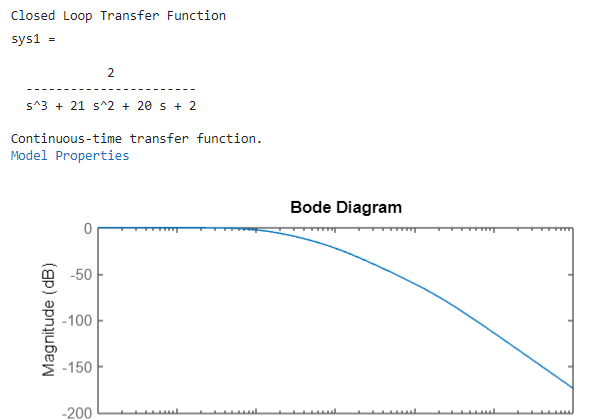 Closed Loop Transfer Function
sys1 =
2
-----------------------
s^3 + 21 s^2 + 20 s + 2
Continuous-time transfer function.
Model Properties
Bode Diagram
Magnitude (dB)
0
-50
-100
-150
-200